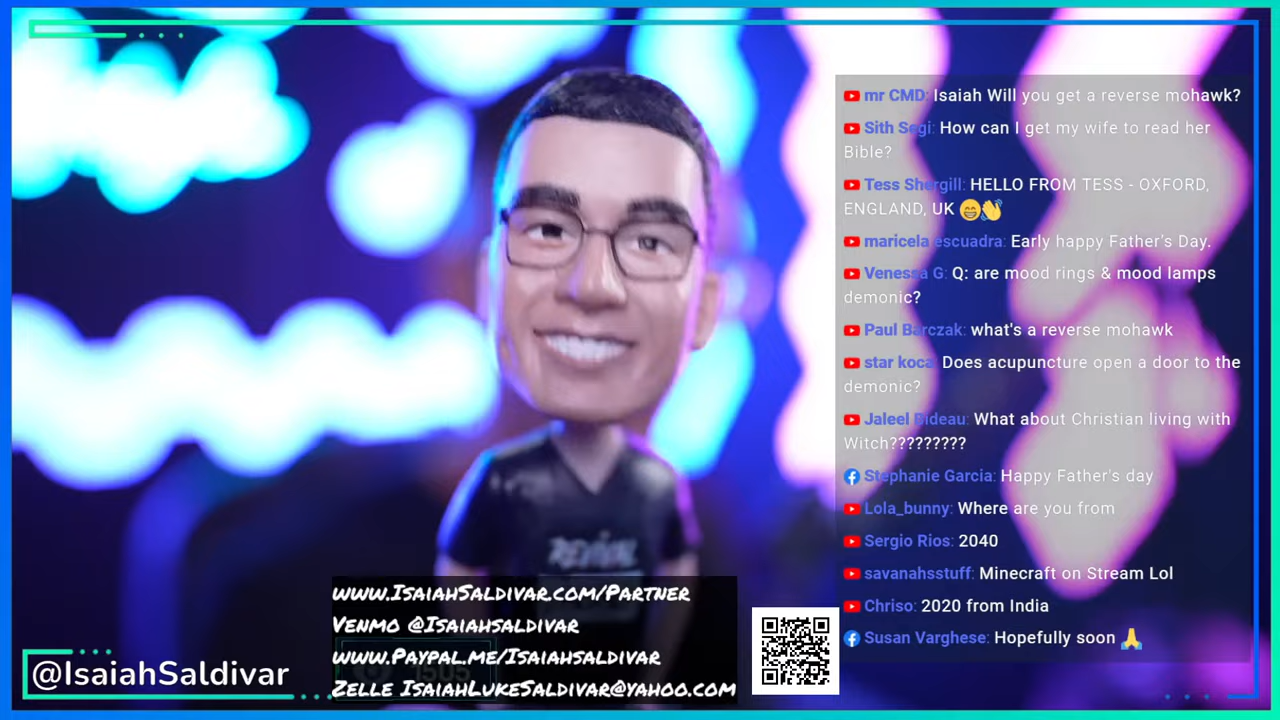 mr CMD: Isaiah Will you get a reverse mohawk?
Sith Sagi: How can I get my wife to read her
Bible?
Tess Shergill: HELLO FROM TESS - OXFORD,
ENGLAND, UK 😁👋
maricela escuadra: Early happy Father's Day.
Venessa G: Q: are mood rings & mood lamps
demonic?
Paul Barczak: what's a reverse mohawk
star koca: Does acupuncture open a door to the
demonic?
Jaleel Bideau: What about Christian living with
Witch?????????
Stephanie Garcia: Happy Father's day
Lola_bunny: Where are you from
Sergio Rios: 2040
savanahsstuff: Minecraft on Stream Lol
Chriso: 2020 from India
Susan Varghese: Hopefully soon 🙏
REVIVAL
www.IsaiahSaldivar.com/Partner
Venmo @Isaiahsaldivar
www.Paypal.me/Isaiahsaldivar
Zelle IsaiahLukeSaldivar@yahoo.com
@IsaiahSaldivar